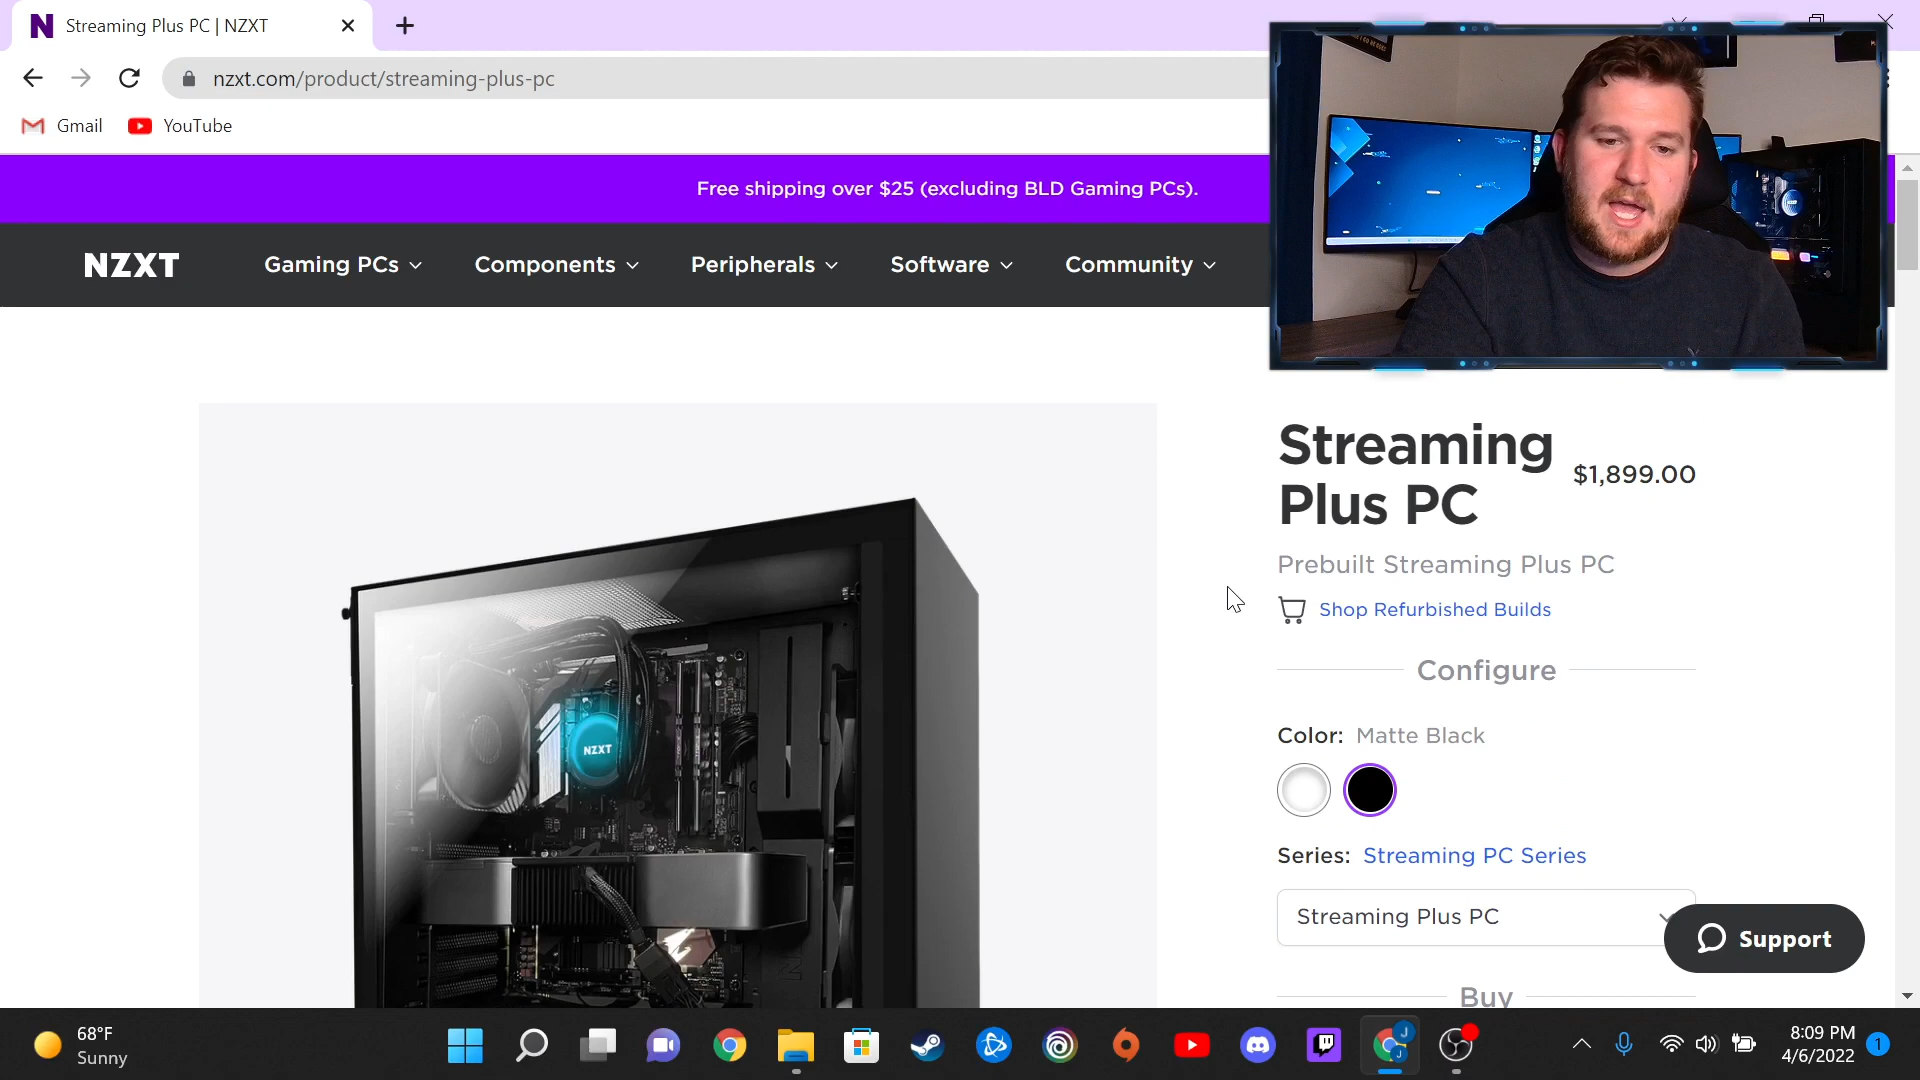 Streaming Plus PC | NZXT
nzxt.com/product/streaming-plus-pc
Gmail YouTube
Free shipping over $25 (excluding BLD Gaming PCs).
NZXT Gaming PCs Components Peripherals Software Community
Streaming
Plus PC
$1,899.00
Prebuilt Streaming Plus PC
Shop Refurbished Builds
Configure
Color: Matte Black
Series: Streaming PC Series
Streaming Plus PC
Support
Buy
NZXT
68°F
Sunny
8:09 PM
4/6/2022
1